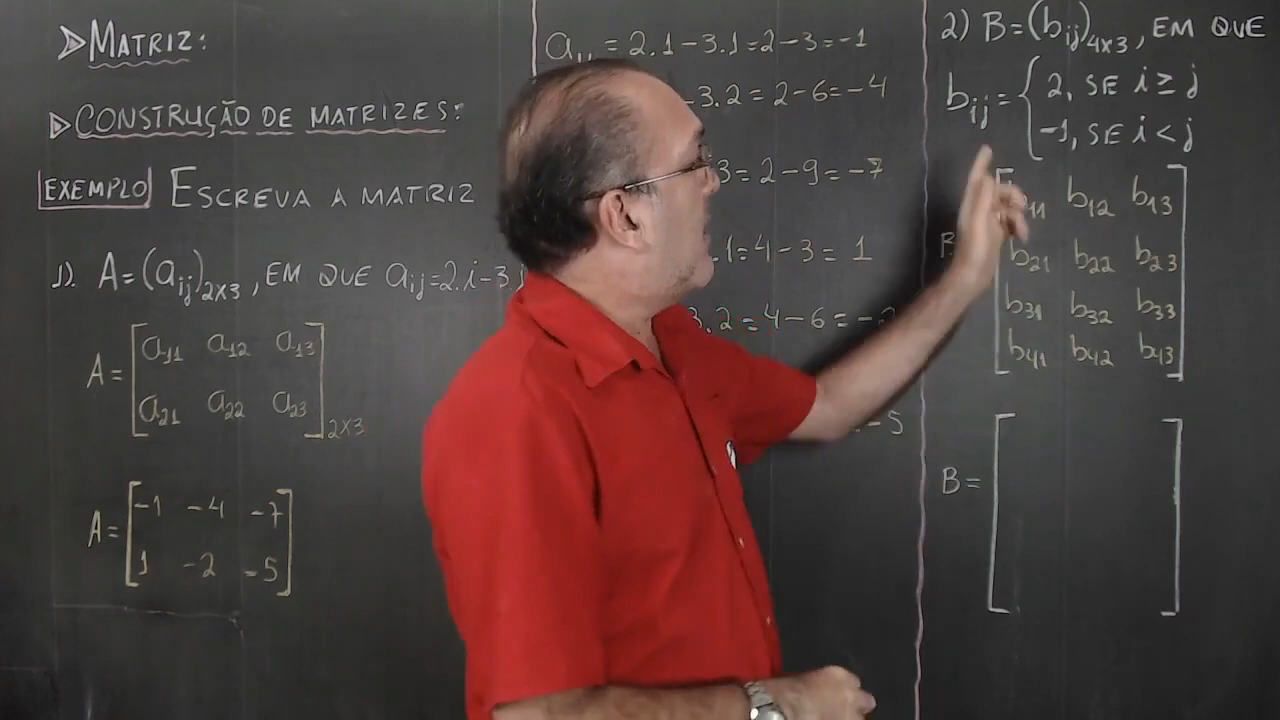 MATRIZ:
CONSTRUÇÃO DE MATRIZES:
EXEMPLO ESCREVA A MATRIZ
1). A=(aij)2x3, EM QUE aij=2.i-3.j
A= [a11 a12 a13
a21 a22 a23]2x3
A= [-1 -4 -7
1 -2 -5]
a11 = 2.1-3.1=2-3=-1
-3.2=2-6=-4
3=2-9=-7
.1=4-3=1
3.2=4-6=-2
-5
2) B=(bij)4x3, EM QUE
bij= {2, SE i ≥ j
-1, SE i < j
11 b12 b13
b21 b22 b23
b31 b32 b33
b41 b42 b43
B= [ ]